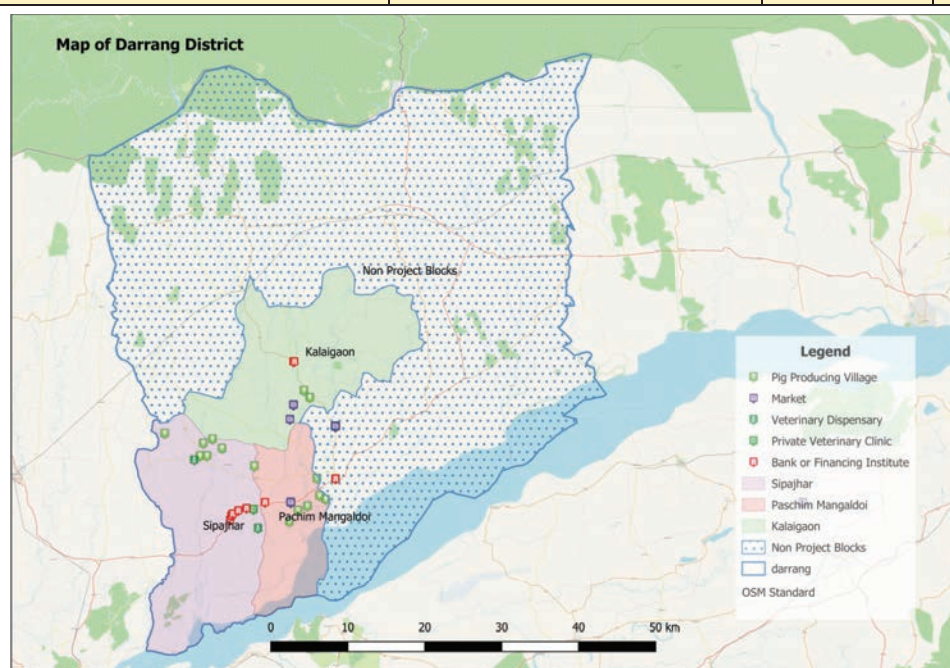 Map of Darrang District
Non Project Blocks
Kalaigaon
Sipajhar
Pachim Mangaldoi
Legend
Pig Producing Village
Market
Veterinary Dispensary
Private Veterinary Clinic
Bank or Financing Institute
Sipajhar
Paschim Mangaldoi
Kalaigaon
Non Project Blocks
darrang
OSM Standard
0 10 20 30 40 50 km